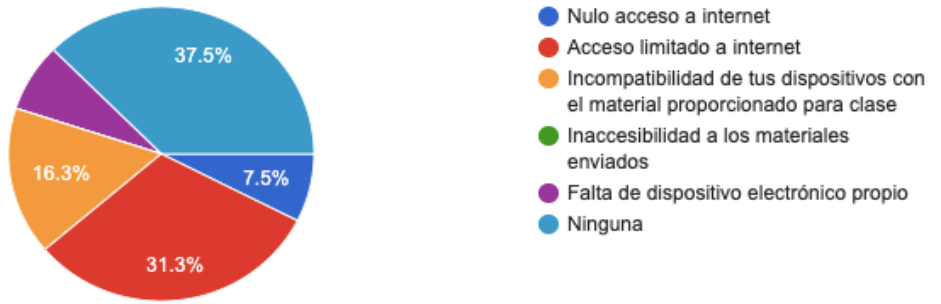 37.5%
7.5%
16.3%
31.3%
Nulo acceso a internet
Acceso limitado a internet
Incompatibilidad de tus dispositivos con
el material proporcionado para clase
Inaccesibilidad a los materiales
enviados
Falta de dispositivo electrónico propio
Ninguna